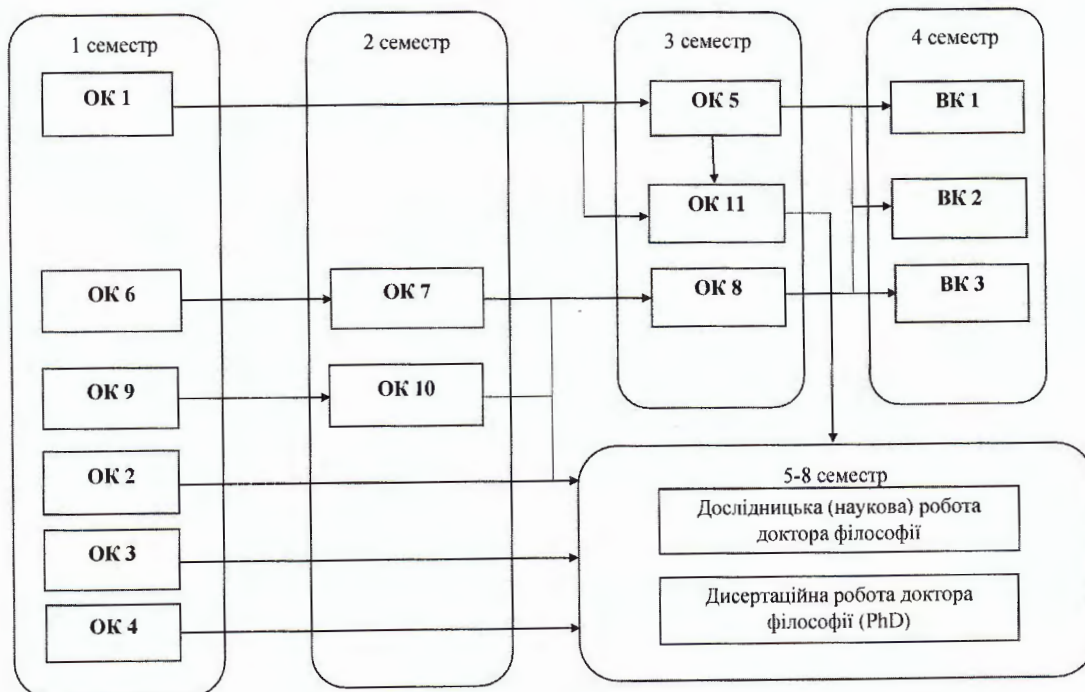 1 семестр
2 семестр
3 семестр
4 семестр
ОК 1
ОК 5
ВК 1
ОК 11
ВК 2
ОК 6
ОК 7
ОК 8
ВК 3
ОК 9
ОК 10
ОК 2
ОК 3
ОК 4
5-8 семестр
Дослідницька (наукова) робота
доктора філософії
Дисертаційна робота доктора
філософії (PhD)